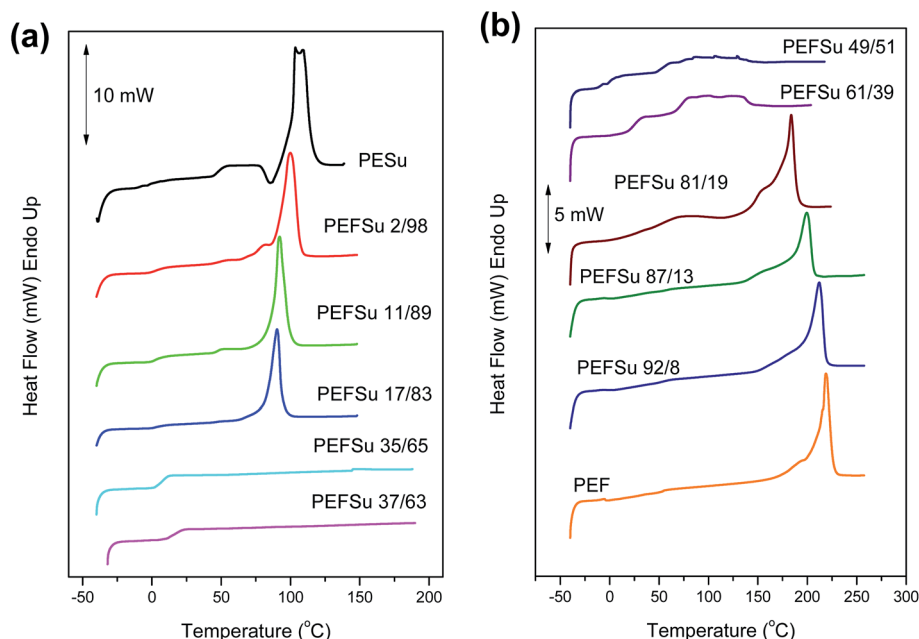 (a)
10 mW
PESu
PEFSu 2/98
PEFSu 11/89
PEFSu 17/83
PEFSu 35/65
PEFSu 37/63
Heat Flow (mW) Endo Up
-50 0 50 100 150 200
Temperature (°C)
(b)
PEFSu 49/51
PEFSu 61/39
PEFSu 81/19
5 mW
PEFSu 87/13
PEFSu 92/8
PEF
Heat Flow (mW) Endo Up
-50 0 50 100 150 200 250 300
Temperature (°C)